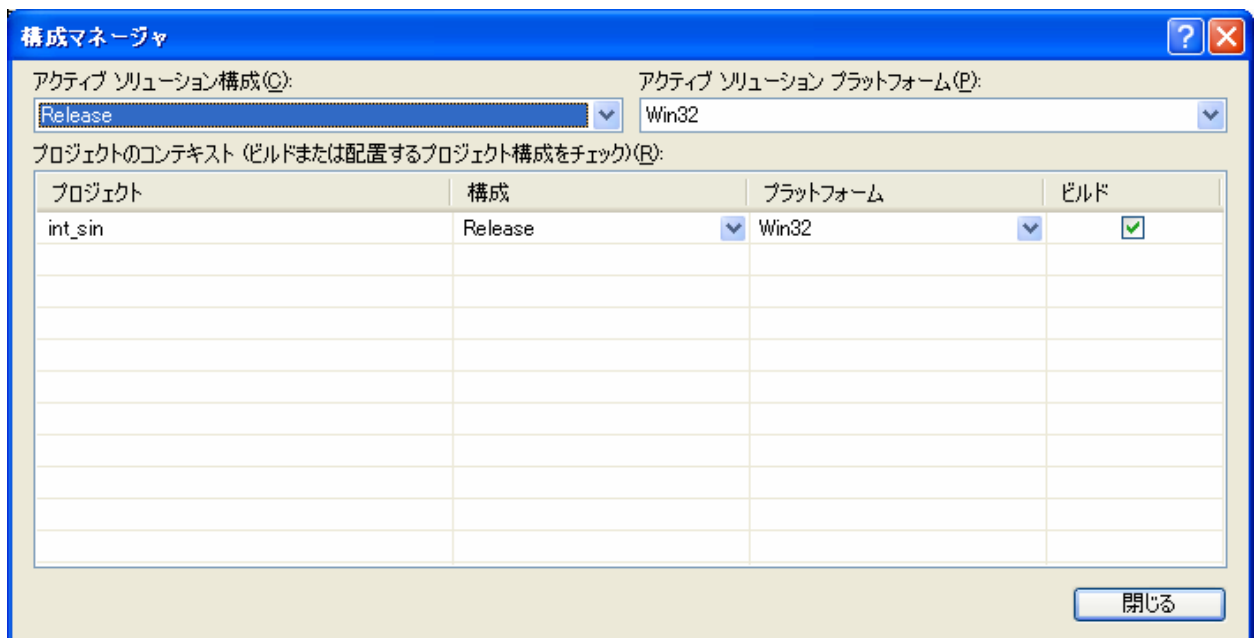 構成マネージャ
アクティブ ソリューション構成(C):
アクティブ ソリューション プラットフォーム(P):
Release
Win32
プロジェクトのコンテキスト (ビルドまたは配置するプロジェクト構成をチェック)(R):
プロジェクト 構成 プラットフォーム ビルド
int_sin Release Win32
閉じる